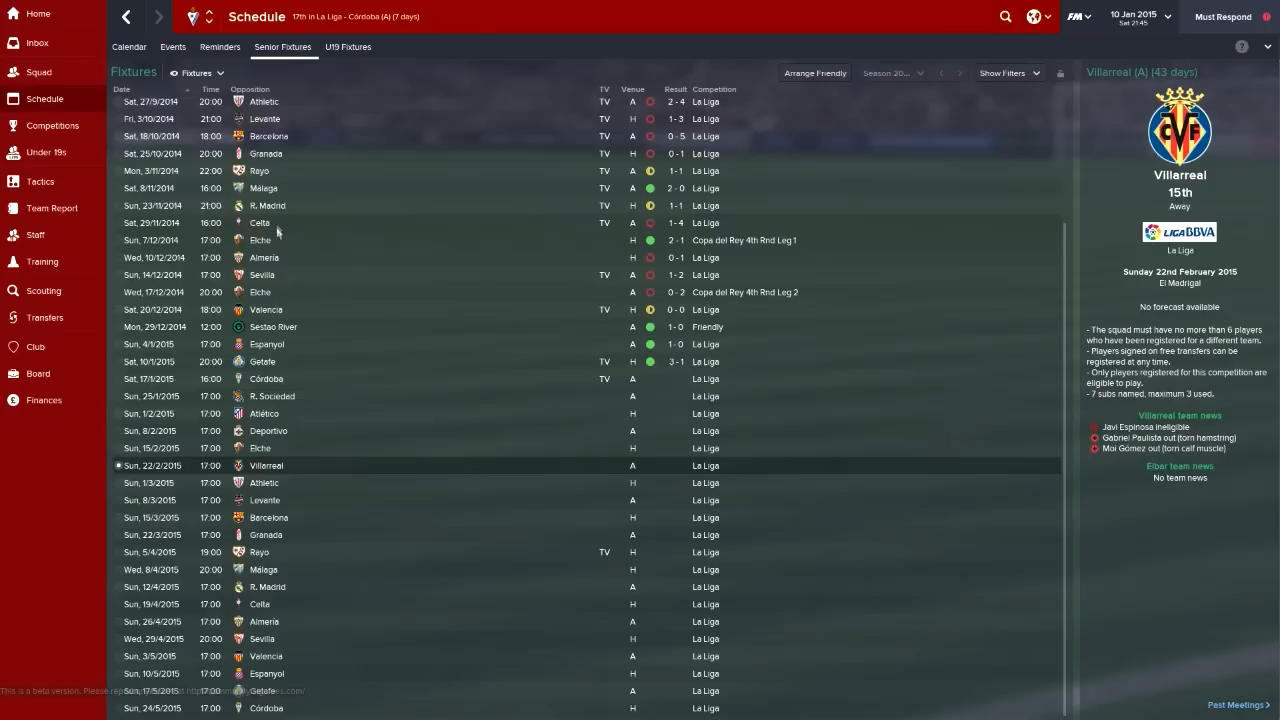 Home
Inbox
Squad
Schedule
Competitions
Under 19s
Tactics
Team Report
Staff
Training
Scouting
Transfers
Club
Board
Finances
Schedule 17th in La Liga - Córdoba (A) (7 days)
FM 10 Jan 2015
Sat 21:45
Must Respond
Calendar Events Reminders Senior Fixtures U19 Fixtures
Fixtures Fixtures Arrange Friendly Season 20... Show Filters
Date Time Opposition TV Venue Result Competition
Sat, 27/9/2014 20:00 Athletic TV A 2 - 4 La Liga
Fri, 3/10/2014 21:00 Levante TV H 1 - 3 La Liga
Sat, 18/10/2014 18:00 Barcelona TV A 0 - 5 La Liga
Sat, 25/10/2014 20:00 Granada TV H 0 - 1 La Liga
Mon, 3/11/2014 22:00 Rayo TV A 1 - 1 La Liga
Sat, 8/11/2014 16:00 Málaga TV A 2 - 0 La Liga
Sun, 23/11/2014 21:00 R. Madrid TV H 1 - 1 La Liga
Sat, 29/11/2014 16:00 Celta TV A 1 - 4 La Liga
Sun, 7/12/2014 17:00 Elche H 2 - 1 Copa del Rey 4th Rnd Leg 1
Wed, 10/12/2014 17:00 Almería H 0 - 1 La Liga
Sun, 14/12/2014 17:00 Sevilla TV A 1 - 2 La Liga
Wed, 17/12/2014 20:00 Elche A 0 - 2 Copa del Rey 4th Rnd Leg 2
Sat, 20/12/2014 18:00 Valencia TV H 0 - 0 La Liga
Mon, 29/12/2014 12:00 Sestao River A 1 - 0 Friendly
Sun, 4/1/2015 17:00 Espanyol A 1 - 0 La Liga
Sat, 10/1/2015 20:00 Getafe TV H 3 - 1 La Liga
Sat, 17/1/2015 16:00 Córdoba TV A La Liga
Sun, 25/1/2015 17:00 R. Sociedad A La Liga
Sun, 1/2/2015 17:00 Atlético H La Liga
Sun, 8/2/2015 17:00 Deportivo A La Liga
Sun, 15/2/2015 17:00 Elche H La Liga
Sun, 22/2/2015 17:00 Villarreal A La Liga
Sun, 1/3/2015 17:00 Athletic H La Liga
Sun, 8/3/2015 17:00 Levante A La Liga
Sun, 15/3/2015 17:00 Barcelona H La Liga
Sun, 22/3/2015 17:00 Granada A La Liga
Sun, 5/4/2015 19:00 Rayo TV H La Liga
Wed, 8/4/2015 20:00 Málaga H La Liga
Sun, 12/4/2015 17:00 R. Madrid A La Liga
Sun, 19/4/2015 17:00 Celta H La Liga
Sun, 26/4/2015 17:00 Almería A La Liga
Wed, 29/4/2015 20:00 Sevilla H La Liga
Sun, 3/5/2015 17:00 Valencia A La Liga
Sun, 10/5/2015 17:00 Espanyol H La Liga
Sun, 17/5/2015 17:00 Getafe A La Liga
Sun, 24/5/2015 17:00 Córdoba H La Liga
This is a beta version. Please
Villarreal (A) (43 days)
CVF
Villarreal
15th
Away
LIGA BBVA
La Liga
Sunday 22nd February 2015
El Madrigal
No forecast available
- The squad must have no more than 6 players
who have been registered for a different team.
- Players signed on free transfers can be
registered at any time.
- Only players registered for this competition are
eligible to play.
- 7 subs named, maximum 3 used.
Villarreal team news
Javi Espinosa ineligible
Gabriel Paulista out (torn hamstring)
Moi Gómez out (torn calf muscle)
Eibar team news
No team news
Past Meetings >